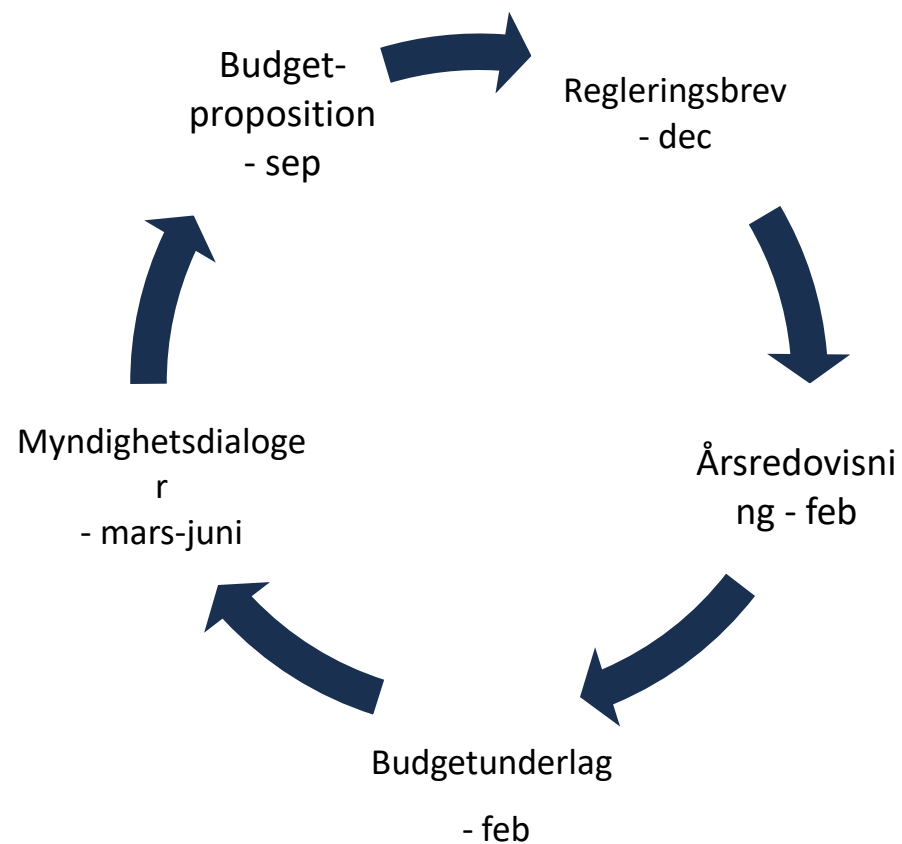 Budget-
proposition
- sep
Regleringsbrev
- dec
Årsredovisni
ng - feb
Budgetunderlag
- feb
Myndighetsdialoge
r
- mars-juni